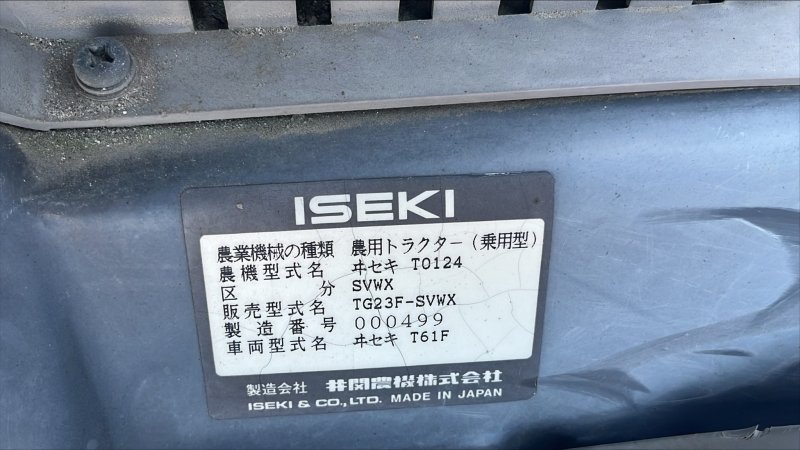 ISEKI
農業機械の種類 農用トラクター(乗用型)
農機型式名 ヰセキ T0124
区分 SVWX
販売型式名 TG23F-SVWX
製造番号 000499
車両型式名 ヰセキ T61F
製造会社 井関農機株式会社
ISEKI & CO., LTD. MADE IN JAPAN